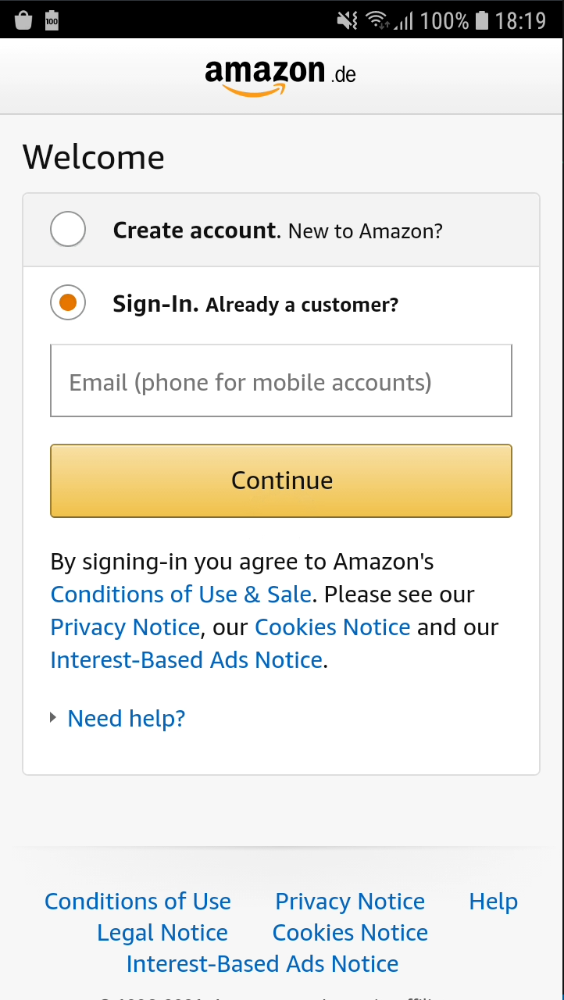 100 100% 18:19
amazon.de
Welcome
Create account. New to Amazon?
Sign-In. Already a customer?
Email (phone for mobile accounts)
Continue
By signing-in you agree to Amazon's
Conditions of Use & Sale. Please see our
Privacy Notice, our Cookies Notice and our
Interest-Based Ads Notice.
Need help?
Conditions of Use Privacy Notice Help
Legal Notice Cookies Notice
Interest-Based Ads Notice